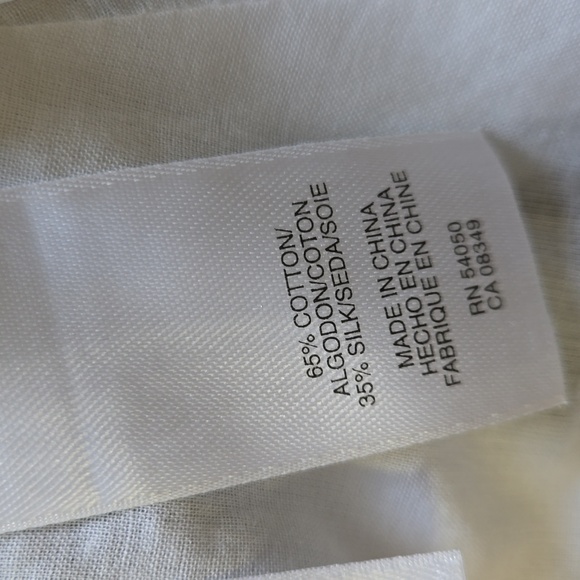 65% COTTON/
ALGODON/COTON
35% SILK/SEDA/SOIE
MADE IN CHINA
HECHO EN CHINA
FABRIQUE EN CHINE
RN 54050
CA 08349